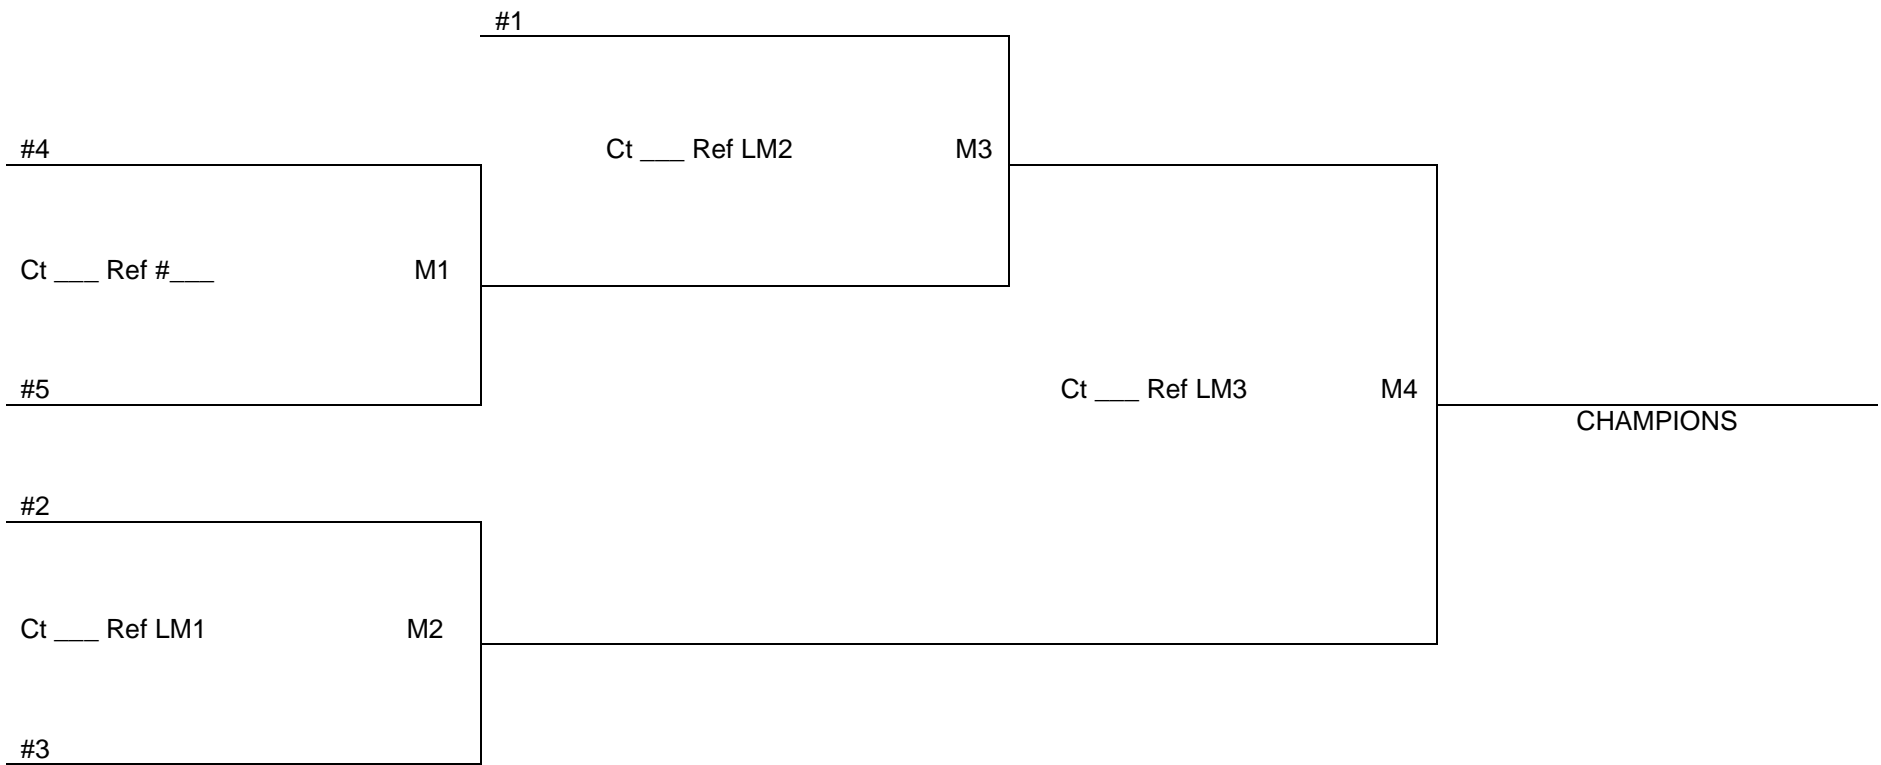 #1
#4
Ct ___ Ref LM2 M3
Ct ___ Ref #___ M1
#5
Ct ___ Ref LM3 M4
CHAMPIONS
#2
Ct ___ Ref LM1 M2
#3